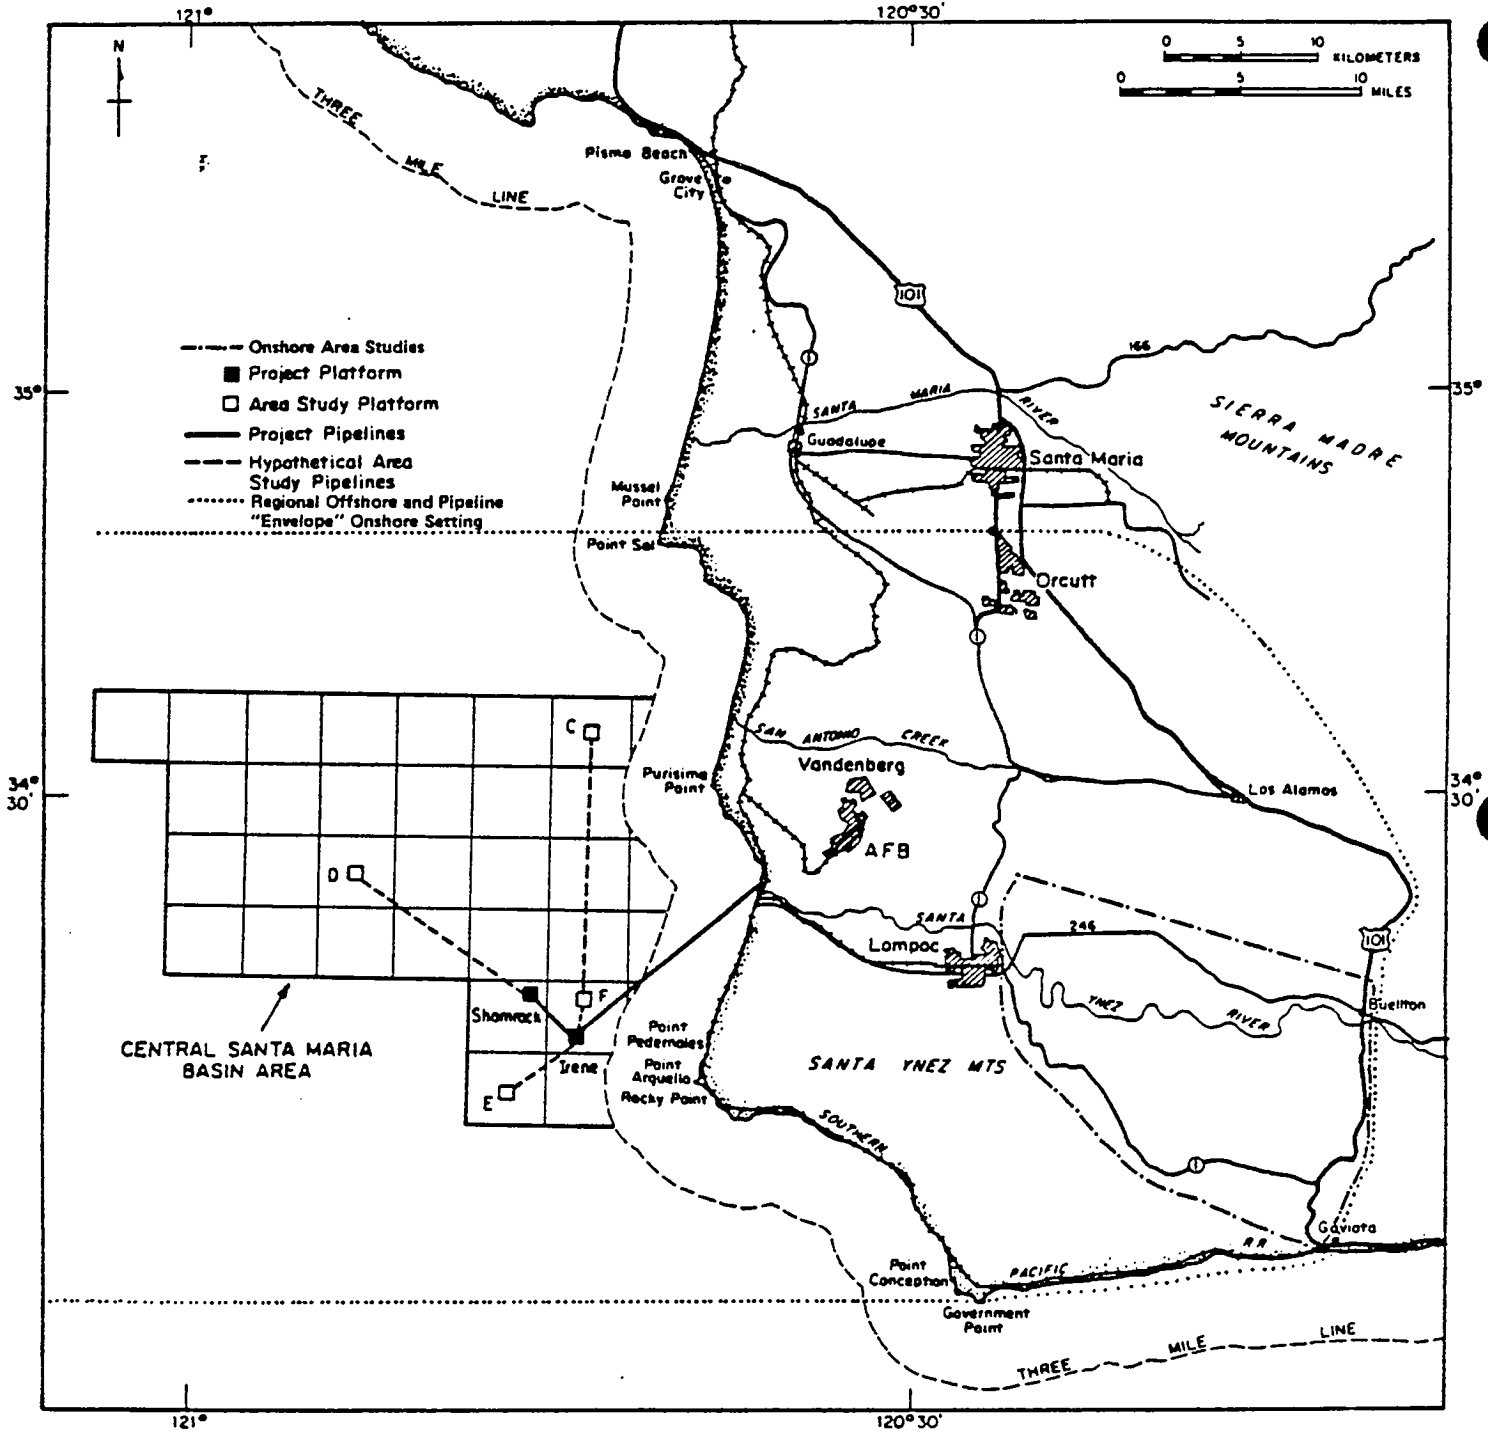 121°
120°30'
N
0 5 10
KILOMETERS
0 5 10
MILES
THREE
MILE
LINE
Pismo Beach
Grove
City
101
166
35°
35°
Onshore Area Studies
Project Platform
Area Study Platform
Project Pipelines
Hypothetical Area
Study Pipelines
Regional Offshore and Pipeline
"Envelope" Onshore Setting
1
SANTA MARIA RIVER
SIERRA MADRE
MOUNTAINS
Guadalupe
Santa Maria
Mussel
Point
Point Sal
Orcutt
1
C
SAN ANTONIO CREEK
Vandenberg
AFB
Purisima
Point
34°
30'
34°
30'
Los Alamos
D
1
SANTA YNEZ RIVER
246
Lompoc
101
Buellton
Shamrock
F
Irene
E
CENTRAL SANTA MARIA
BASIN AREA
Point
Pedernales
Point
Arguello
Rocky Point
SANTA YNEZ MTS
SOUTHERN
PACIFIC
R.R.
1
Gaviota
Point
Conception
Government
Point
THREE
MILE
LINE
121°
120°30'